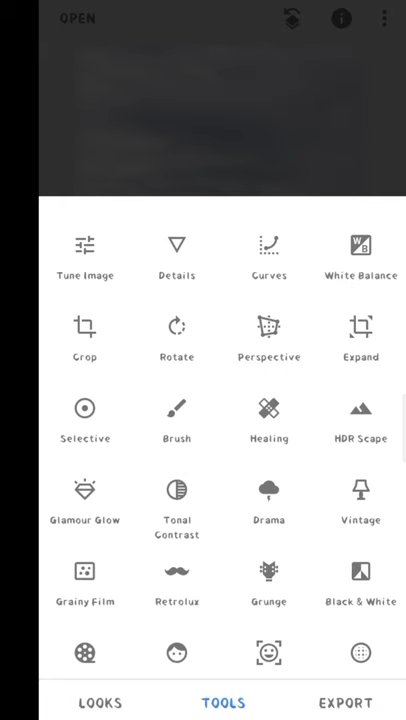 OPEN
Tune Image
Details
Curves
W
B
White Balance
Crop
Rotate
Perspective
Expand
Selective
Brush
Healing
HDR Scape
Glamour Glow
Tonal
Contrast
Drama
Vintage
Grainy Film
Retrolux
Grunge
Black & White
LOOKS
TOOLS
EXPORT